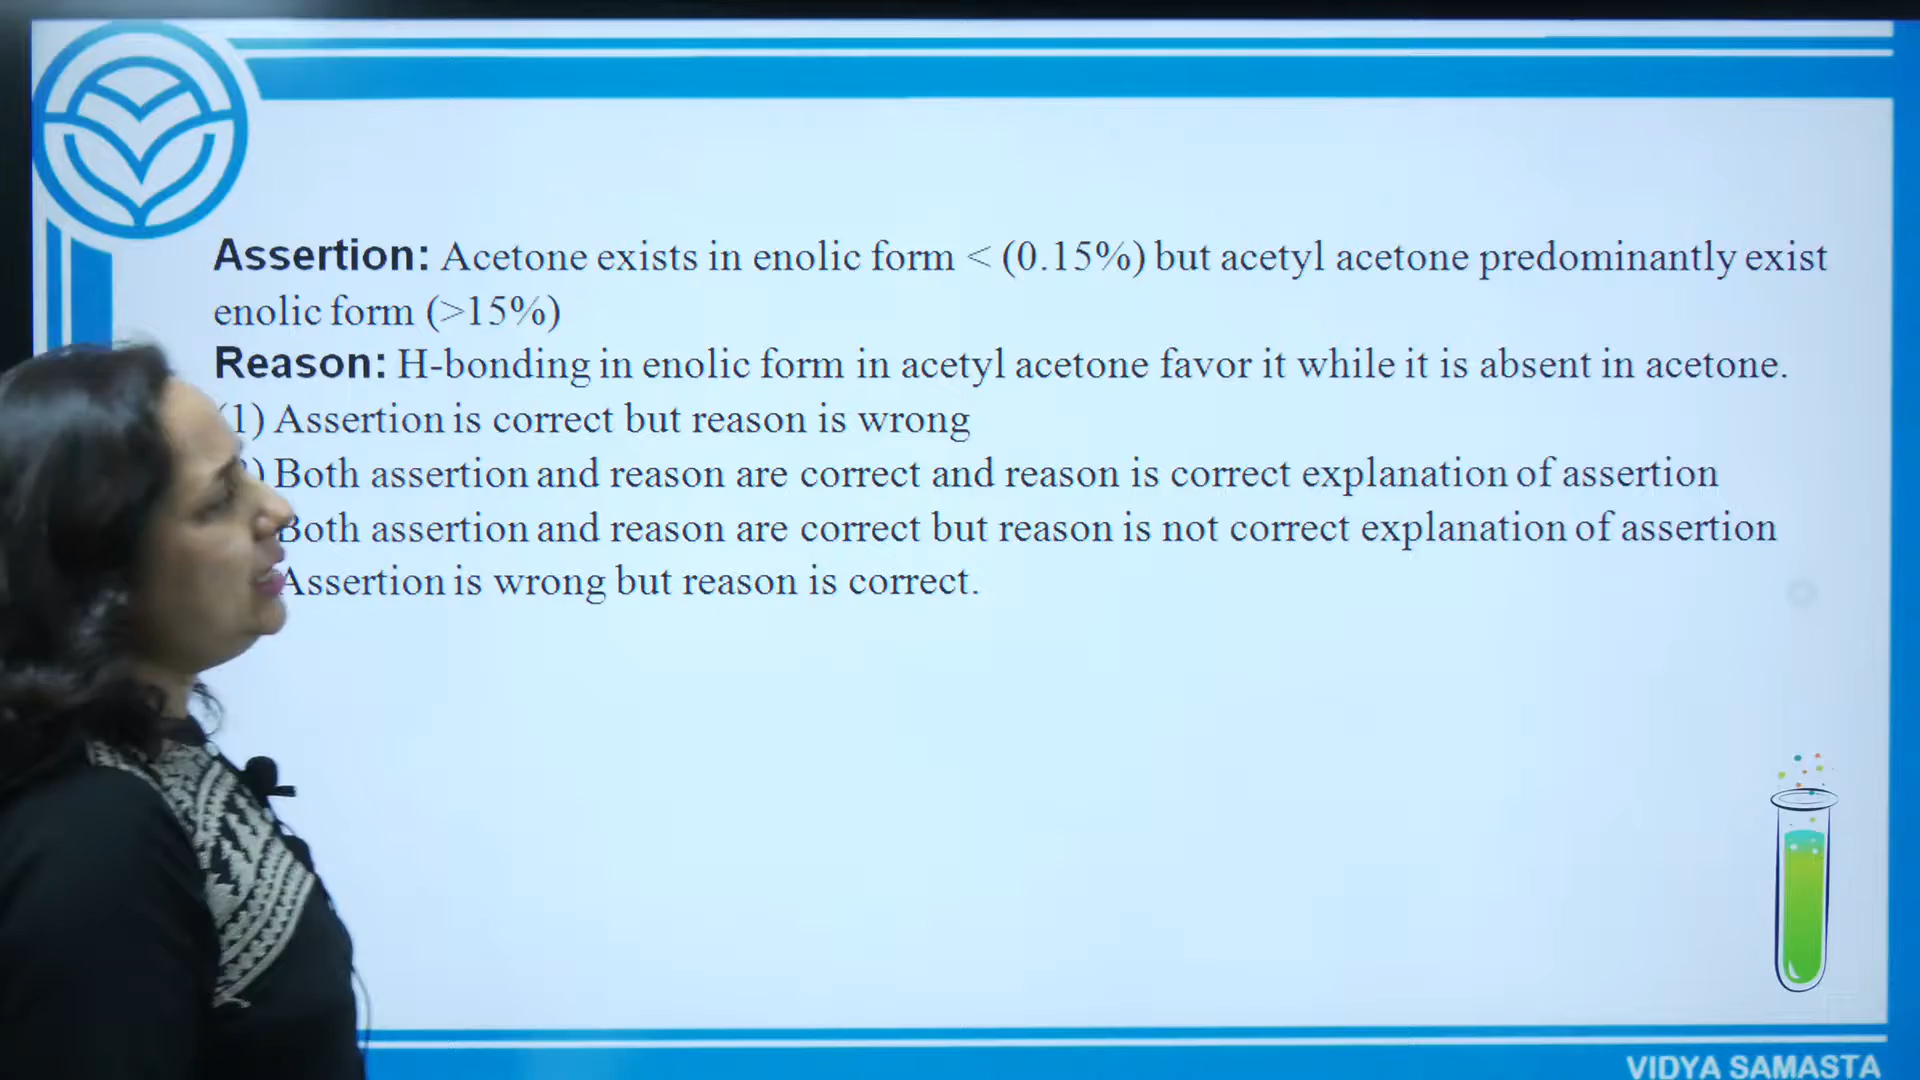 Assertion: Acetone exists in enolic form < (0.15%) but acetyl acetone predominantly exist
enolic form (>15%)
Reason: H-bonding in enolic form in acetyl acetone favor it while it is absent in acetone.
1) Assertion is correct but reason is wrong
) Both assertion and reason are correct and reason is correct explanation of assertion
Both assertion and reason are correct but reason is not correct explanation of assertion
Assertion is wrong but reason is correct.
VIDYA SAMASTA